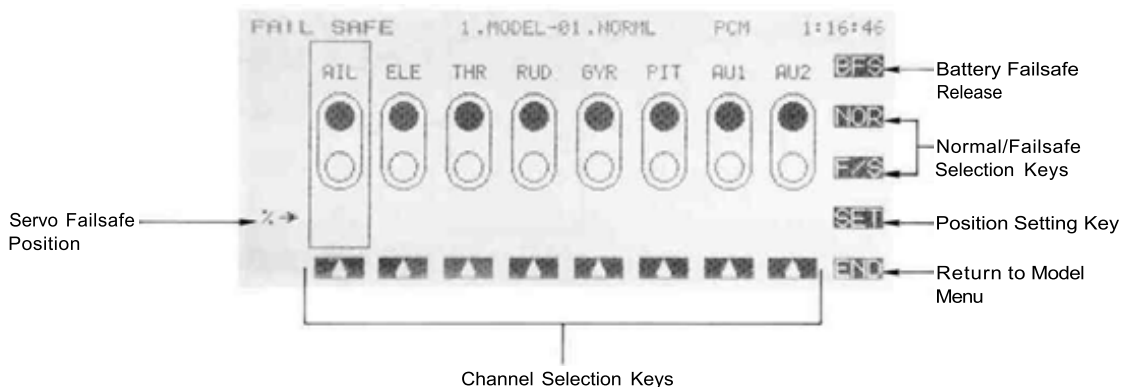 FAIL SAFE 1.MODEL-01.NORML PCM 1:16:46
AIL ELE THR RUD GYR PIT AU1 AU2 BFS
NOR
F/S
%→
SET
END
Battery Failsafe
Release
Normal/Failsafe
Selection Keys
Servo Failsafe
Position
Position Setting Key
Return to Model
Menu
Channel Selection Keys